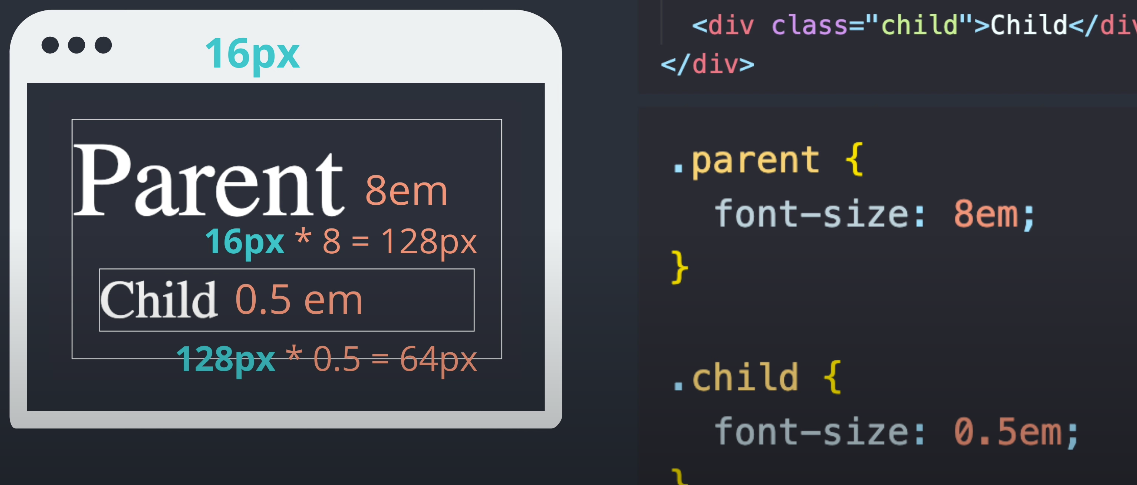 16px
Parent 8em
16px * 8 = 128px
Child 0.5 em
128px * 0.5 = 64px
<div class="child">Child</div
</div>
.parent {
font-size: 8em;
}
.child {
font-size: 0.5em;
}